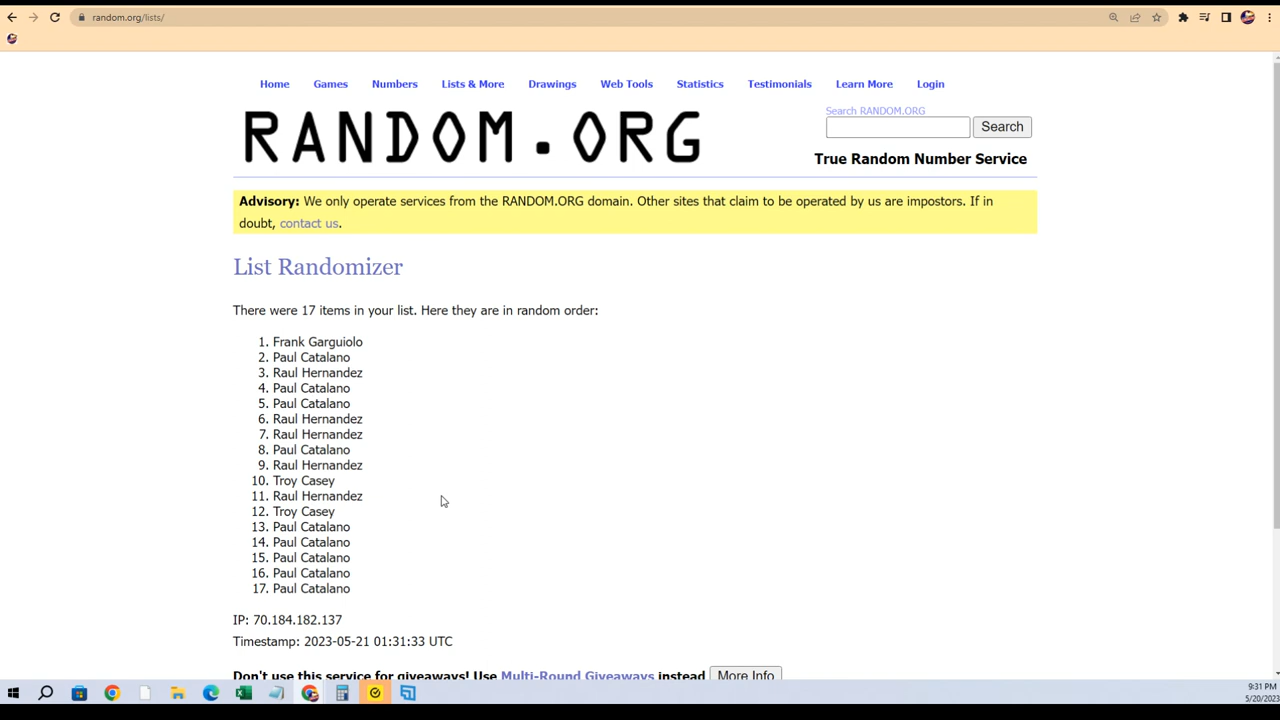 random.org/lists/
Home Games Numbers Lists & More Drawings Web Tools Statistics Testimonials Learn More Login
RANDOM.ORG
Search RANDOM.ORG
Search
True Random Number Service
Advisory: We only operate services from the RANDOM.ORG domain. Other sites that claim to be operated by us are impostors. If in
doubt, contact us.
List Randomizer
There were 17 items in your list. Here they are in random order:
1. Frank Garguiolo
2. Paul Catalano
3. Raul Hernandez
4. Paul Catalano
5. Paul Catalano
6. Raul Hernandez
7. Raul Hernandez
8. Paul Catalano
9. Raul Hernandez
10. Troy Casey
11. Raul Hernandez
12. Troy Casey
13. Paul Catalano
14. Paul Catalano
15. Paul Catalano
16. Paul Catalano
17. Paul Catalano
IP: 70.184.182.137
Timestamp: 2023-05-21 01:31:33 UTC
Don't use this service for giveaways! Use Multi-Round Giveaways instead More Info
9:31 PM
5/20/2023